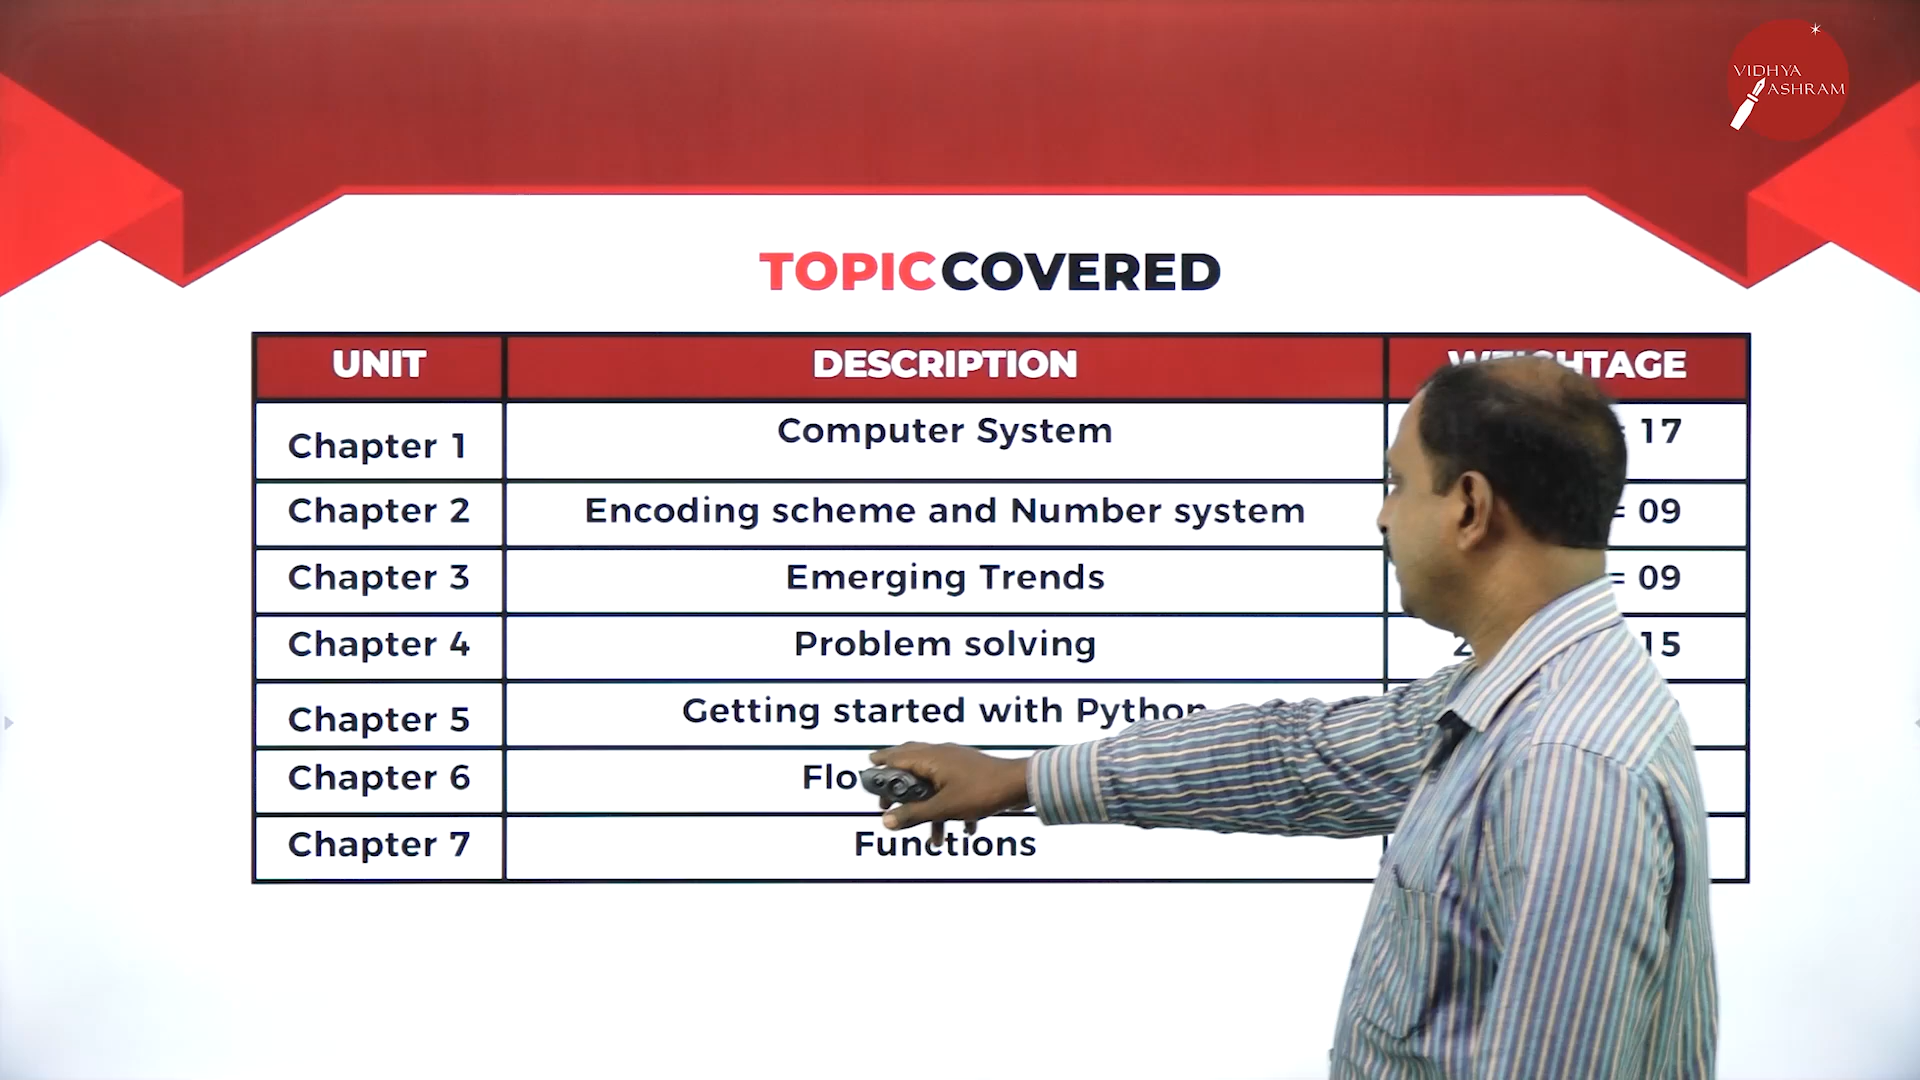 VIDHYA
ASHRAM
TOPIC COVERED
UNIT DESCRIPTION
Chapter 1 Computer System 17
Chapter 2 Encoding scheme and Number system = 09
Chapter 3 Emerging Trends = 09
Chapter 4 Problem solving 15
Chapter 5 Getting started with Python
Chapter 6
Chapter 7 Functions